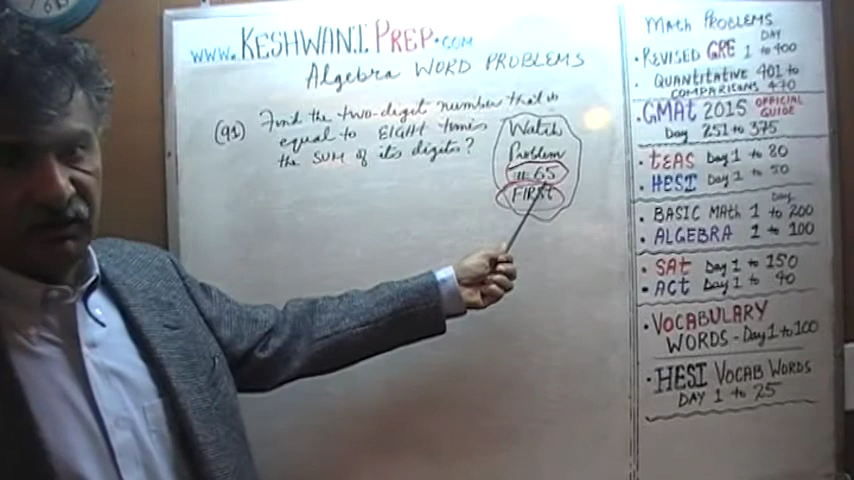 www.KESHWANI PREP.COM
Algebra WORD PROBLEMS
(91) Find the two-digit number that is
equal to EIGHT times
the SUM of its digits?
Watch
Problem
# 65
FIRST
Math PROBLEMS
DAY
• REVISED GRE 1 to 400
• QUANTITATIVE 401 to
COMPARISONS 470
• GMAT 2015 OFFICIAL GUIDE
Day 251 to 375
• TEAS Day 1 to 80
• HESI Day 1 to 50
Day
• BASIC Math 1 to 200
• ALGEBRA 1 to 100
• SAT Day 1 to 150
• ACT Day 1 to 40
• VOCABULARY
WORDS - Day 1 to 100
• HESI VOCAB WORDS
DAY 1 to 25